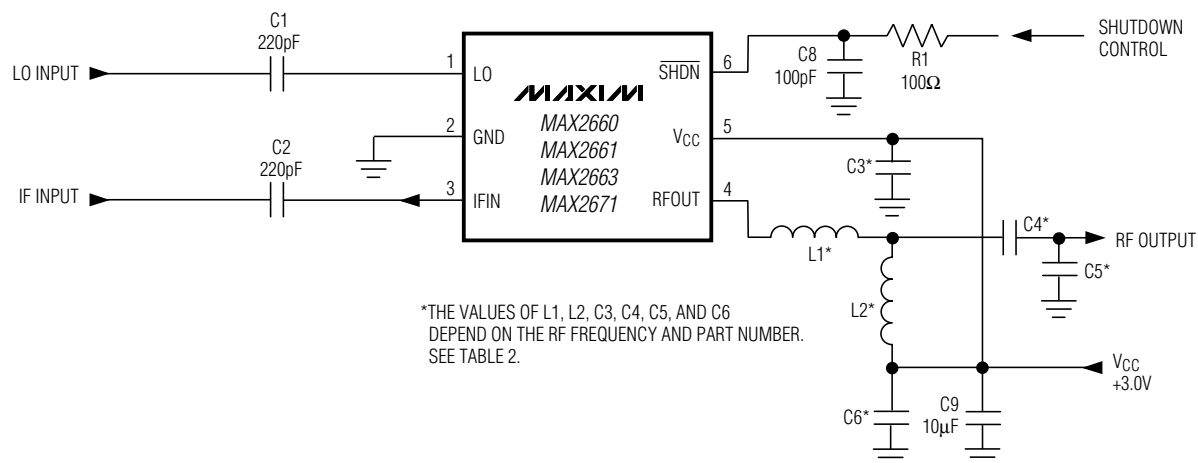 C1
220pF
LO INPUT
1
LO
C2
220pF
2
GND
IF INPUT
3
IFIN
MAXIM
MAX2660
MAX2661
MAX2663
MAX2671
SHDN
6
VCC
5
RFOUT
4
C8
100pF
R1
100Ω
SHUTDOWN
CONTROL
C3*
L1*
C4*
RF OUTPUT
C5*
L2*
*THE VALUES OF L1, L2, C3, C4, C5, AND C6
DEPEND ON THE RF FREQUENCY AND PART NUMBER.
SEE TABLE 2.
VCC
+3.0V
C6*
C9
10µF